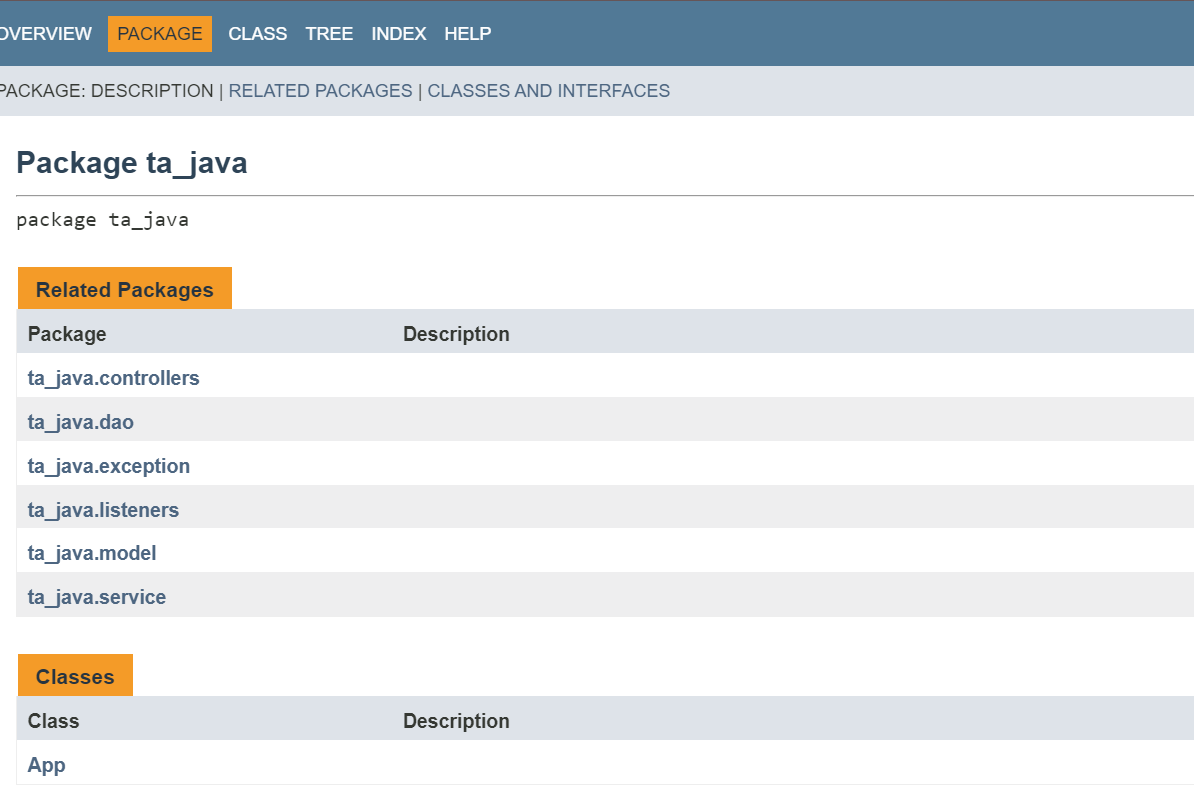 OVERVIEW PACKAGE CLASS TREE INDEX HELP
PACKAGE: DESCRIPTION | RELATED PACKAGES | CLASSES AND INTERFACES
Package ta_java
package ta_java
Related Packages
Package Description
ta_java.controllers
ta_java.dao
ta_java.exception
ta_java.listeners
ta_java.model
ta_java.service
Classes
Class Description
App